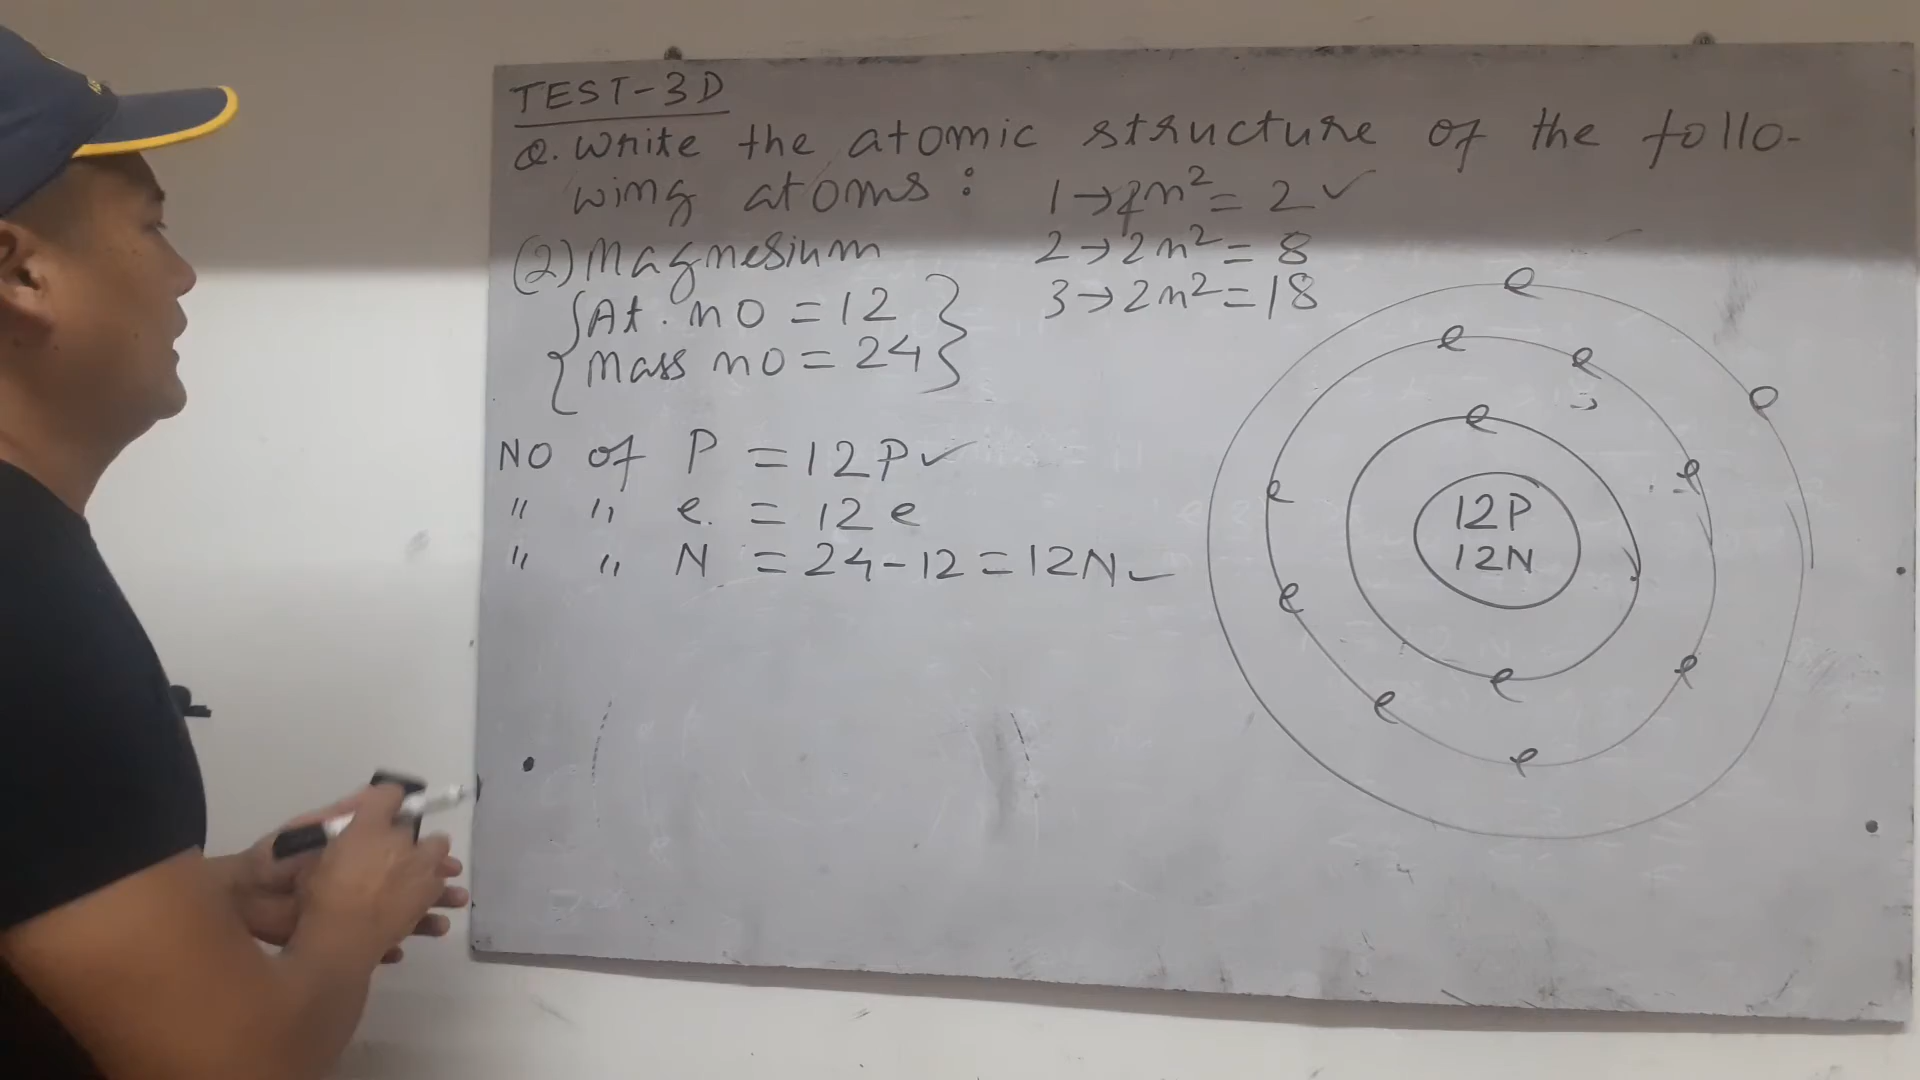 TEST-3D
Q. Write the atomic structure of the follo-
wing atoms :
1→2n² = 2 ✓
(2) Magnesium
2→2n² = 8
{At. no = 12}
3→2n² = 18
{Mass no = 24}
NO of P = 12P ✓
" " e. = 12 e
" " N = 24-12 = 12N ✓
e
e e
e
e
e
e
12P
12N
e
e
e
e
e
e